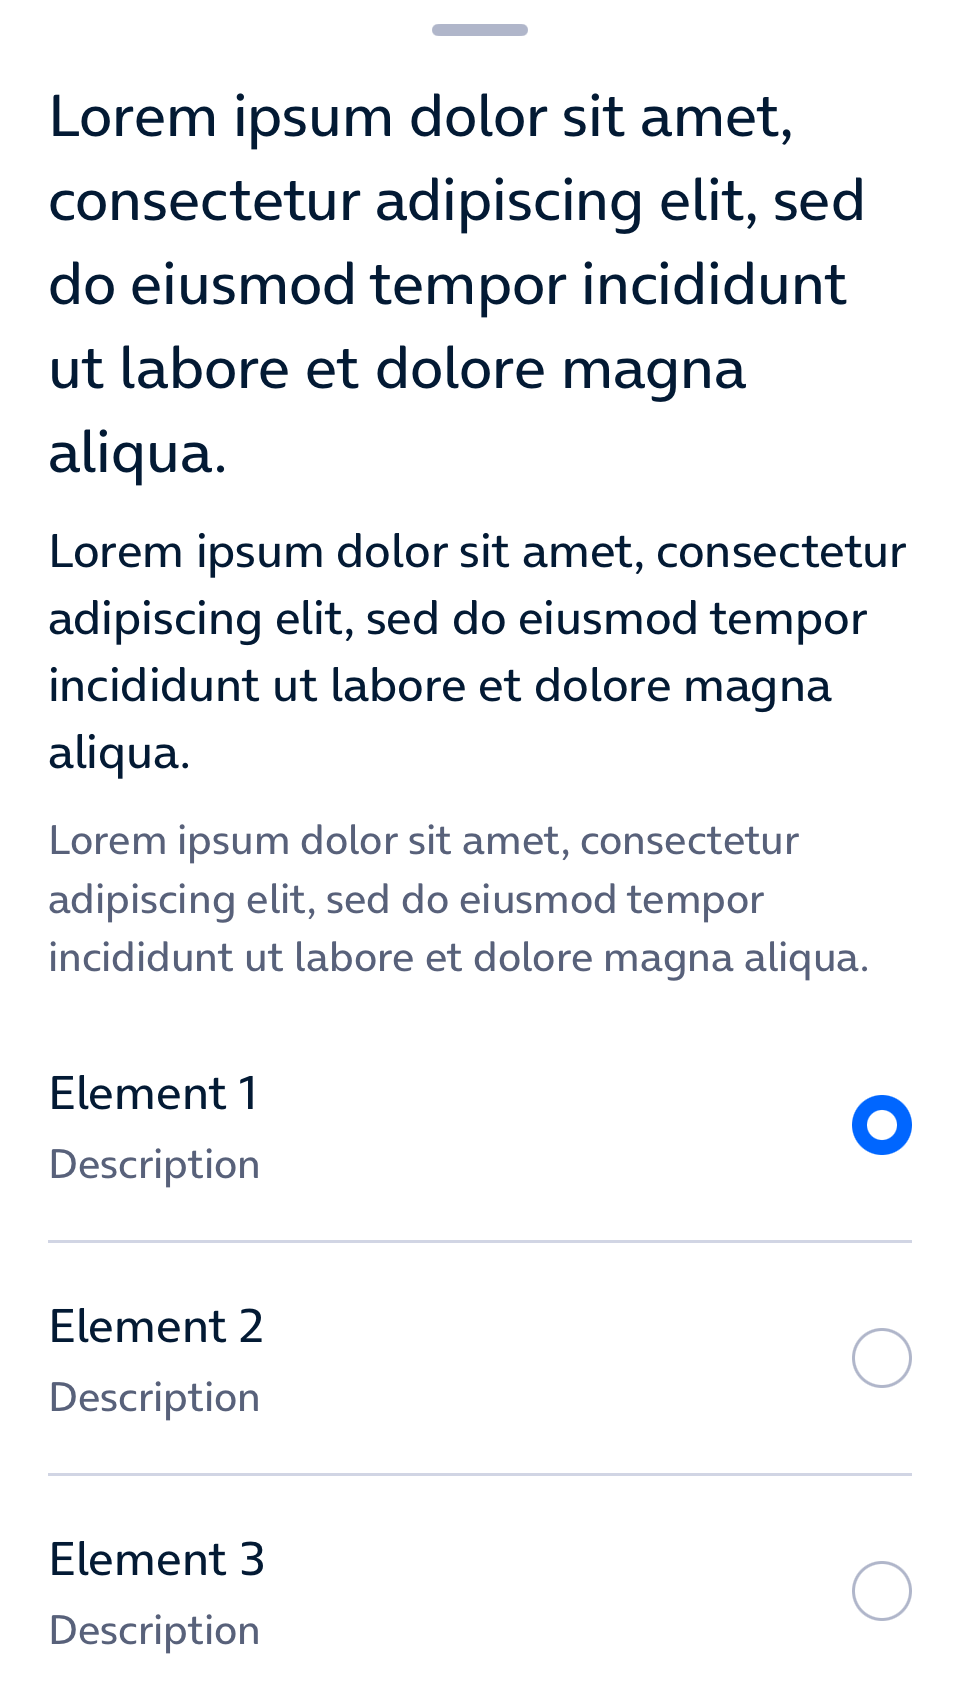 Lorem ipsum dolor sit amet,
consectetur adipiscing elit, sed
do eiusmod tempor incididunt
ut labore et dolore magna
aliqua.
Lorem ipsum dolor sit amet, consectetur
adipiscing elit, sed do eiusmod tempor
incididunt ut labore et dolore magna
aliqua.
Lorem ipsum dolor sit amet, consectetur
adipiscing elit, sed do eiusmod tempor
incididunt ut labore et dolore magna aliqua.
Element 1
Description
Element 2
Description
Element 3
Description